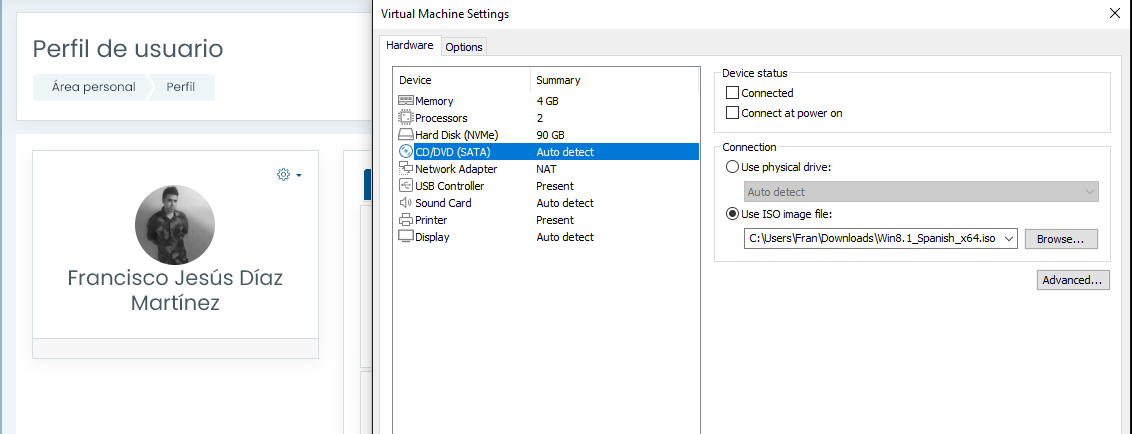 Perfil de usuario
Área personal
Perfil
Francisco Jesús Díaz
Martínez
Virtual Machine Settings
Hardware
Options
Device Summary
Memory 4 GB
Processors 2
Hard Disk (NVMe) 90 GB
CD/DVD (SATA) Auto detect
Network Adapter NAT
USB Controller Present
Sound Card Auto detect
Printer Present
Display Auto detect
Device status
Connected
Connect at power on
Connection
Use physical drive:
Auto detect
Use ISO image file:
C:\Users\Fran\Downloads\Win8.1_Spanish_x64.iso
Browse...
Advanced...